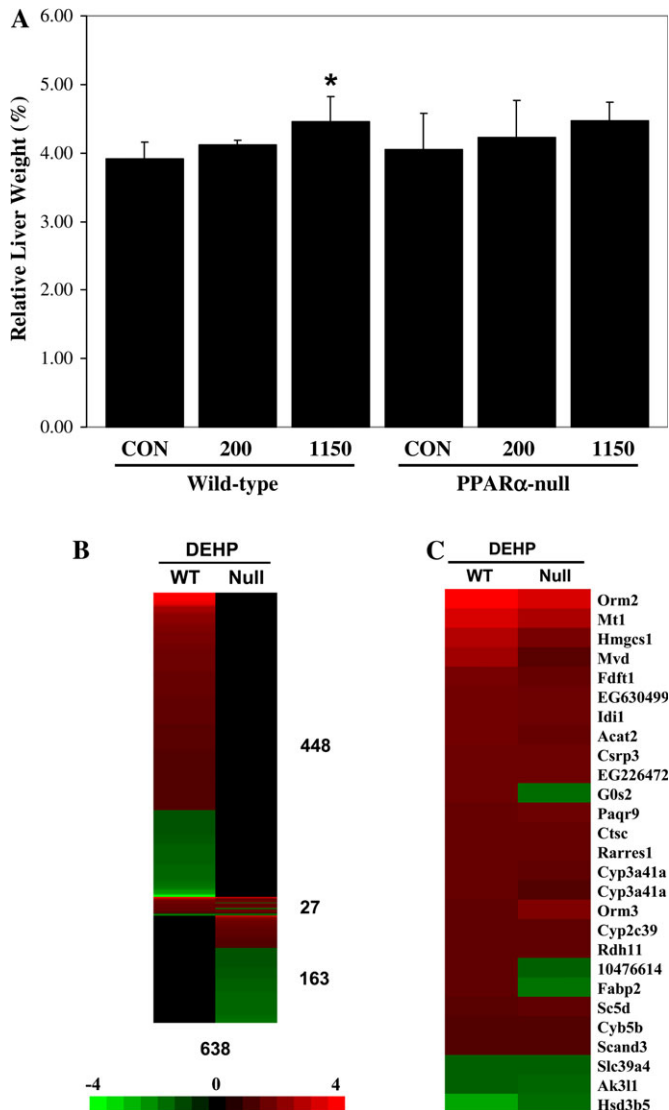 A
6.00
5.00
4.00
3.00
2.00
1.00
0.00
Relative Liver Weight (%)
*
CON 200 1150 CON 200 1150
Wild-type PPARα-null
B
DEHP
WT Null
448
27
163
638
-4 0 4
C
DEHP
WT Null
Orm2
Mt1
Hmgcs1
Mvd
Fdft1
EG630499
Idi1
Acat2
Csrp3
EG226472
G0s2
Paqr9
Ctsc
Rarres1
Cyp3a41a
Cyp3a41a
Orm3
Cyp2c39
Rdh11
10476614
Fabp2
Sc5d
Cyb5b
Scand3
Slc39a4
Ak3l1
Hsd3b5